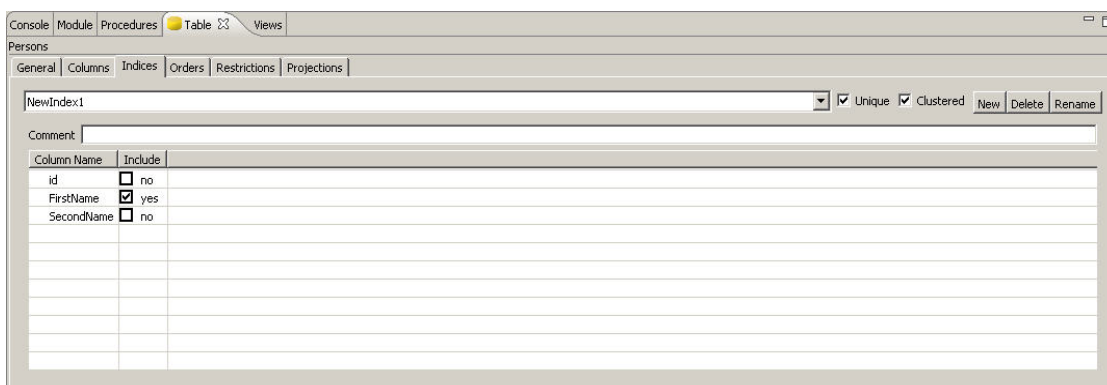 Console Module Procedures Table Views
Persons
General Columns Indices Orders Restrictions Projections
NewIndex1 Unique Clustered New Delete Rename
Comment
Column Name Include
id no
FirstName yes
SecondName no